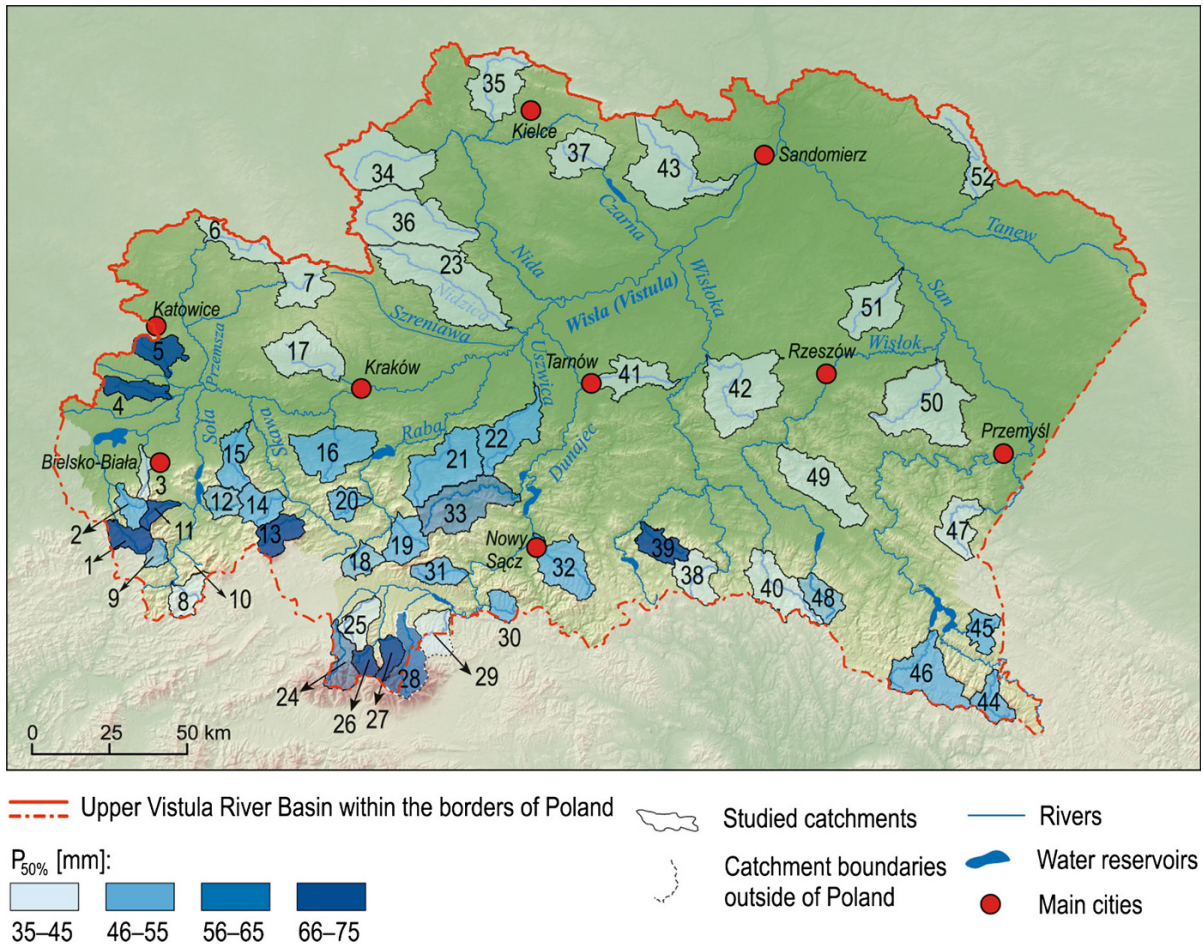 35
Kielce
34
37
43
Sandomierz
52
36
Czarna
Tanew
6
23
Nida
7
Nidzica
Wisła (Vistula)
Wisłoka
San
51
Katowice
5
Przemsza
Szreniawa
17
Kraków
Uszwica
Tarnów
41
42
Rzeszów
Wisłok
50
4
Soła
Skawa
Raba
22
Dunajec
Przemyśl
Bielsko-Biała
15
16
21
49
3
12
14
20
33
47
2
11
13
19
Nowy
Sącz
39
1
18
31
32
38
40
48
9
8
10
25
30
45
29
46
24
28
44
26
27
0
25
50 km
Upper Vistula River Basin within the borders of Poland
P50% [mm]:
35–45
46–55
56–65
66–75
Studied catchments
Catchment boundaries
outside of Poland
Rivers
Water reservoirs
Main cities